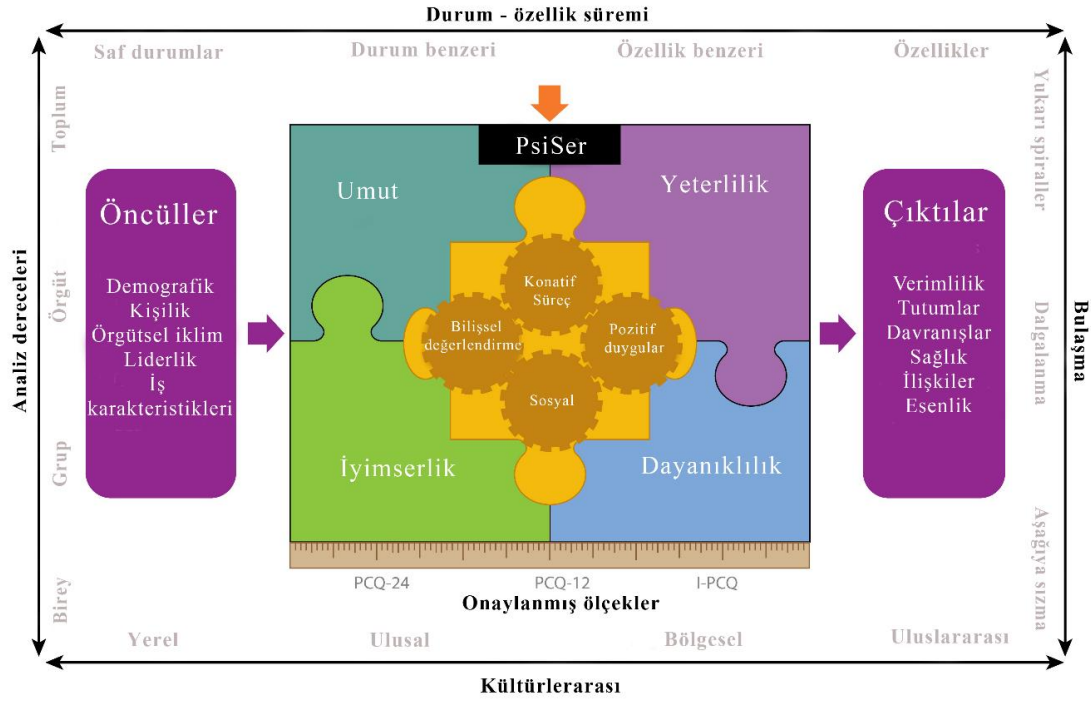 Durum - özellik süremi
Saf durumlar
Durum benzeri
Özellik benzeri
Özellikler
Analiz dereceleri
Toplum
Örgüt
Grup
Birey
Öncüller
Demografik
Kişilik
Örgütsel iklim
Liderlik
İş
karakteristikleri
PsiSer
Umut
Yeterlilik
Konatif
Süreç
Bilişsel
değerlendirme
Pozitif
duygular
Sosyal
İyimserlik
Dayanıklılık
PCQ-24
PCQ-12
I-PCQ
Onaylanmış ölçekler
Çıktılar
Verimlilik
Tutumlar
Davranışlar
Sağlık
İlişkiler
Esenlik
Yukarı spiraller
Dalgalanma
Aşağıya sızma
Bulaşma
Yerel
Ulusal
Bölgesel
Uluslararası
Kültürlerarası